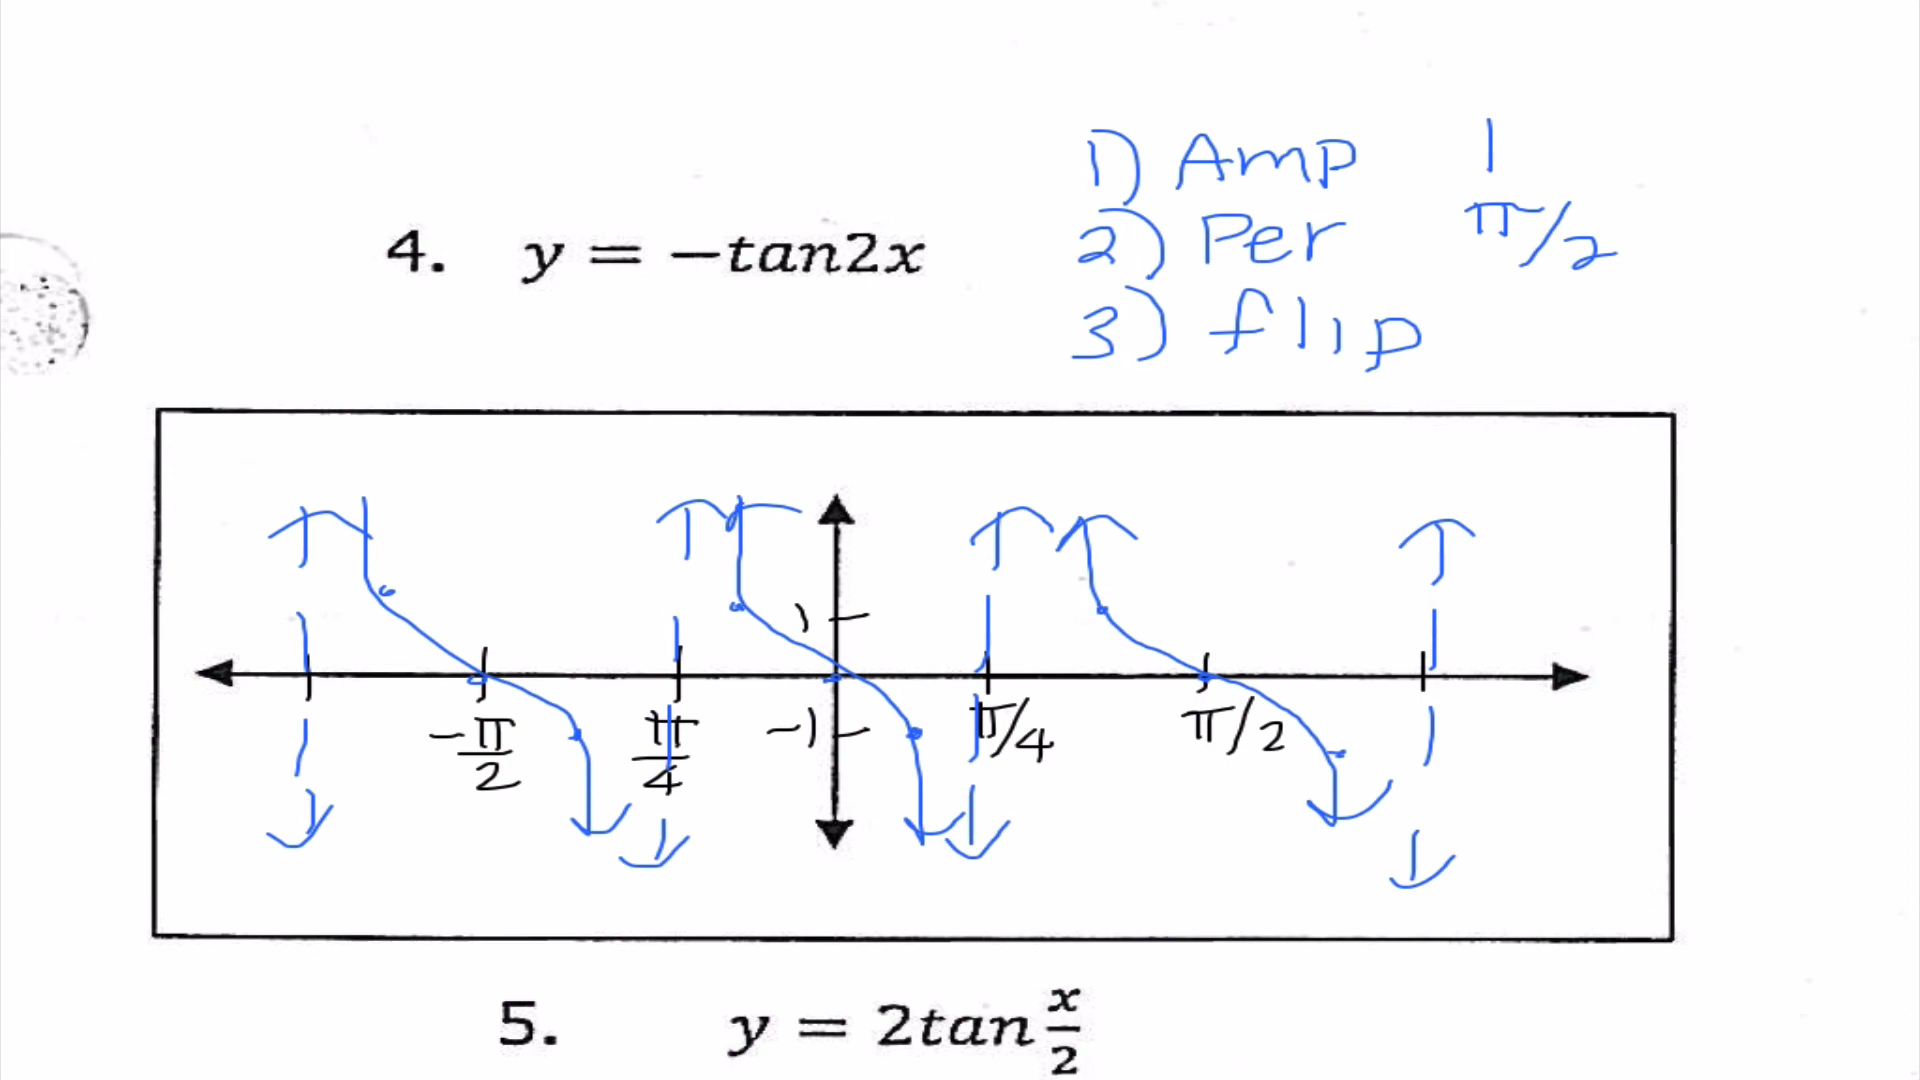 1) Amp 1
4. y = −tan2x 2) Per π/2
3) flip
1
-π/2 π/4 -1 π/4 π/2
5. y = 2tan x/2